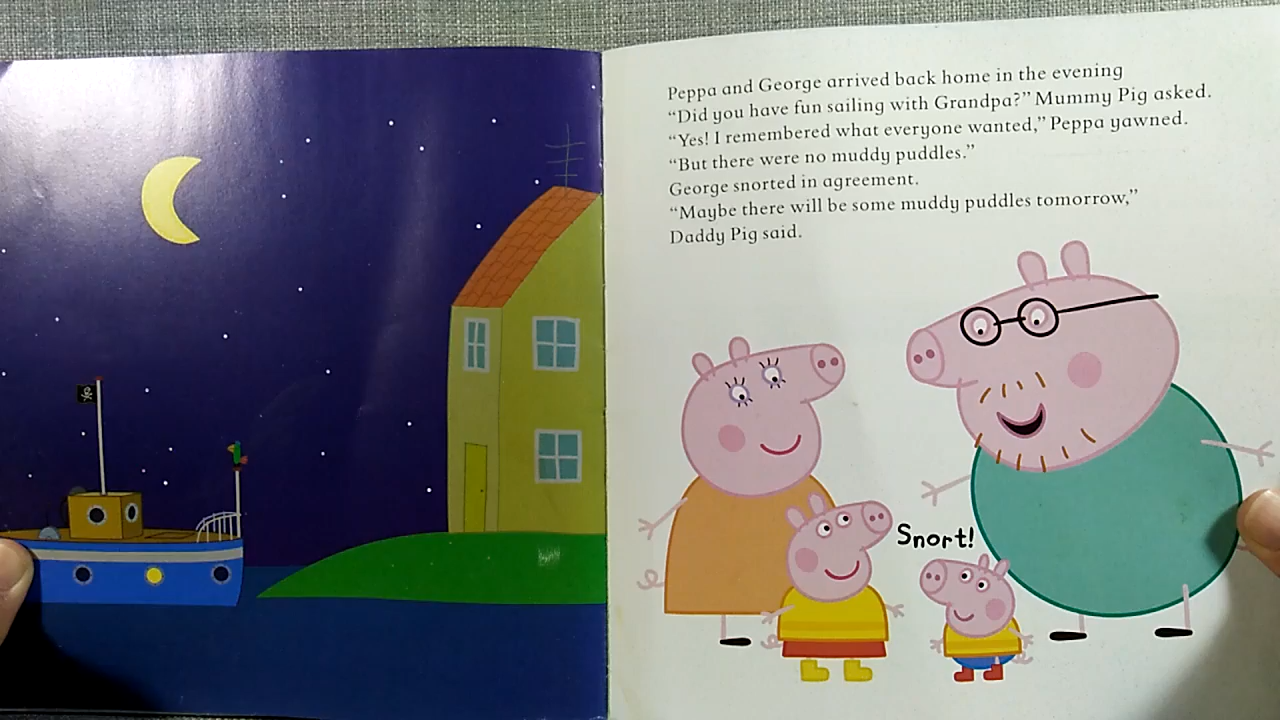 Peppa and George arrived back home in the evening
“Did you have fun sailing with Grandpa?” Mummy Pig asked.
“Yes! I remembered what everyone wanted,” Peppa yawned.
“But there were no muddy puddles.”
George snorted in agreement.
“Maybe there will be some muddy puddles tomorrow,”
Daddy Pig said.
Snort!